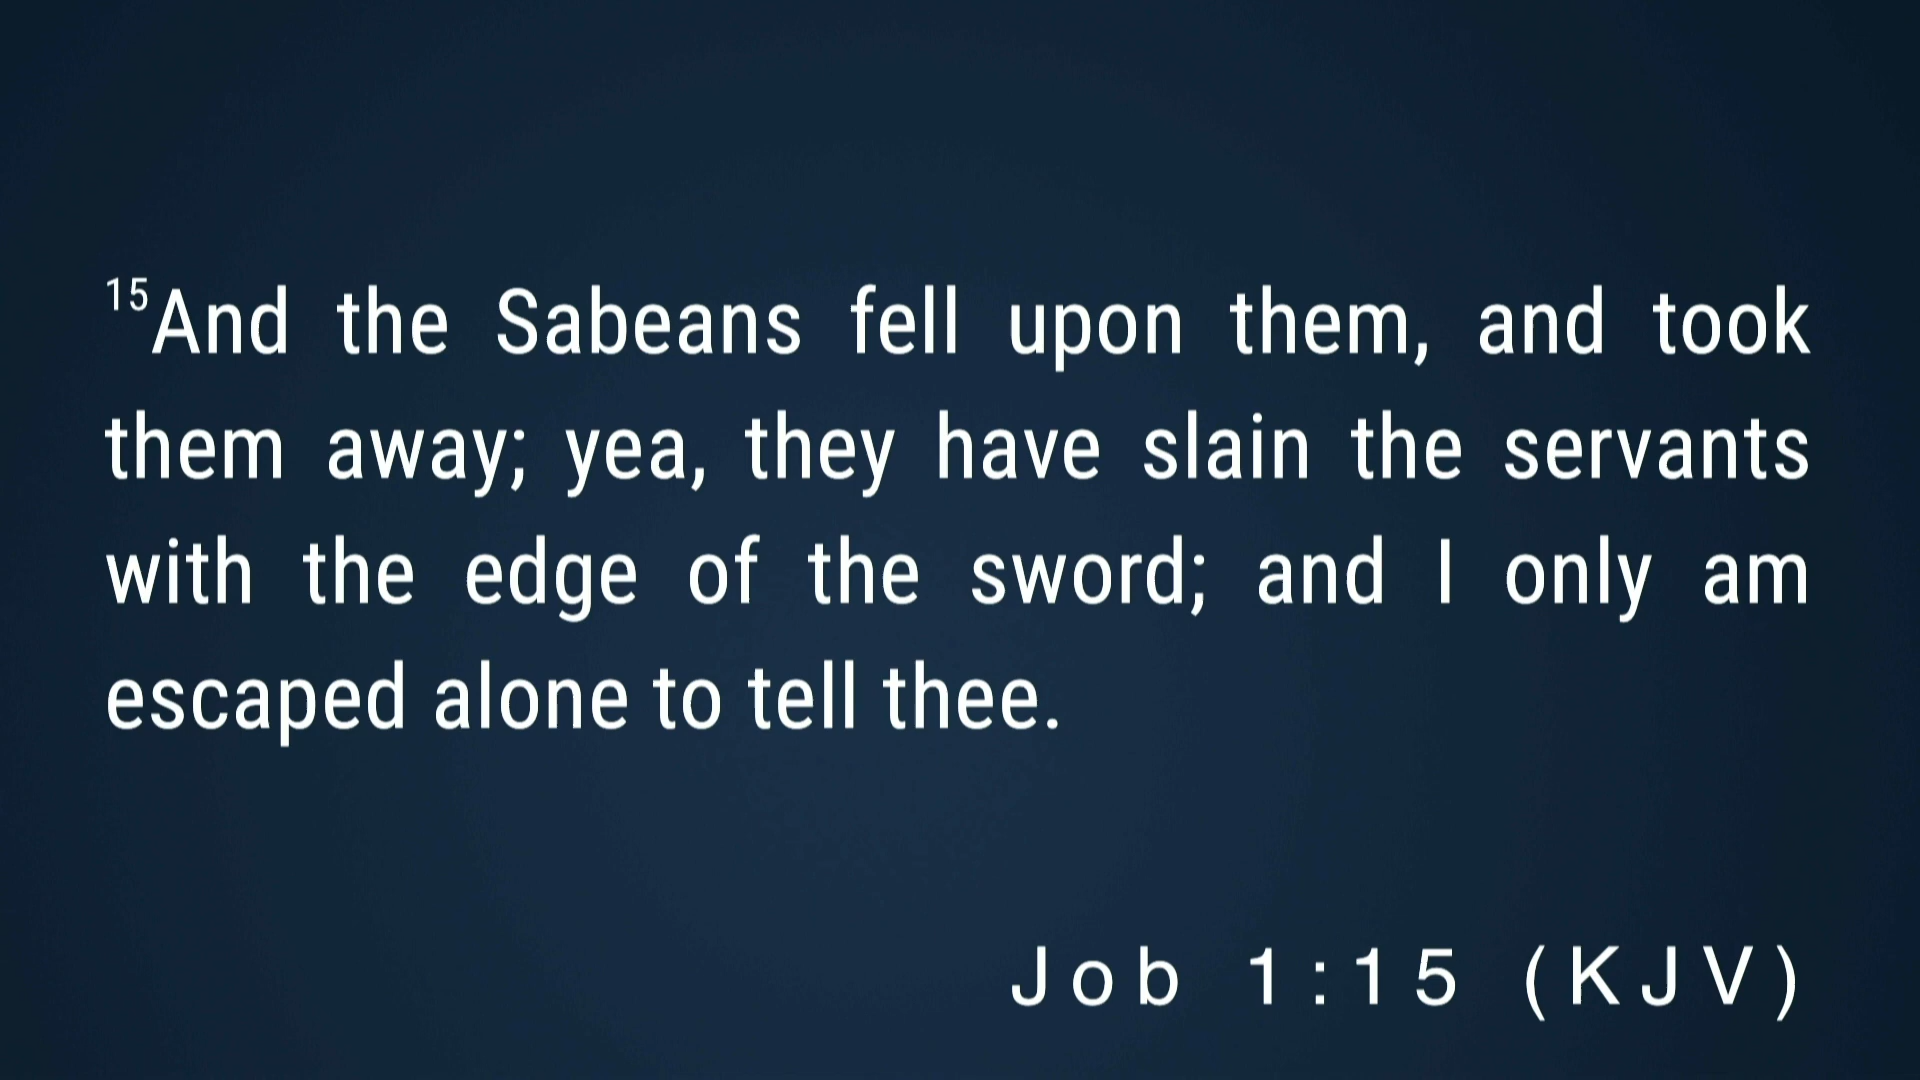 15And the Sabeans fell upon them, and took
them away; yea, they have slain the servants
with the edge of the sword; and I only am
escaped alone to tell thee.
Job 1:15 (KJV)